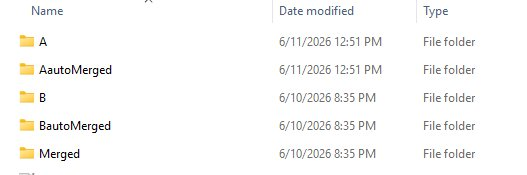 Name Date modified Type
A 6/11/2026 12:51 PM File folder
AautoMerged 6/11/2026 12:51 PM File folder
B 6/10/2026 8:35 PM File folder
BautoMerged 6/10/2026 8:35 PM File folder
Merged 6/10/2026 8:35 PM File folder